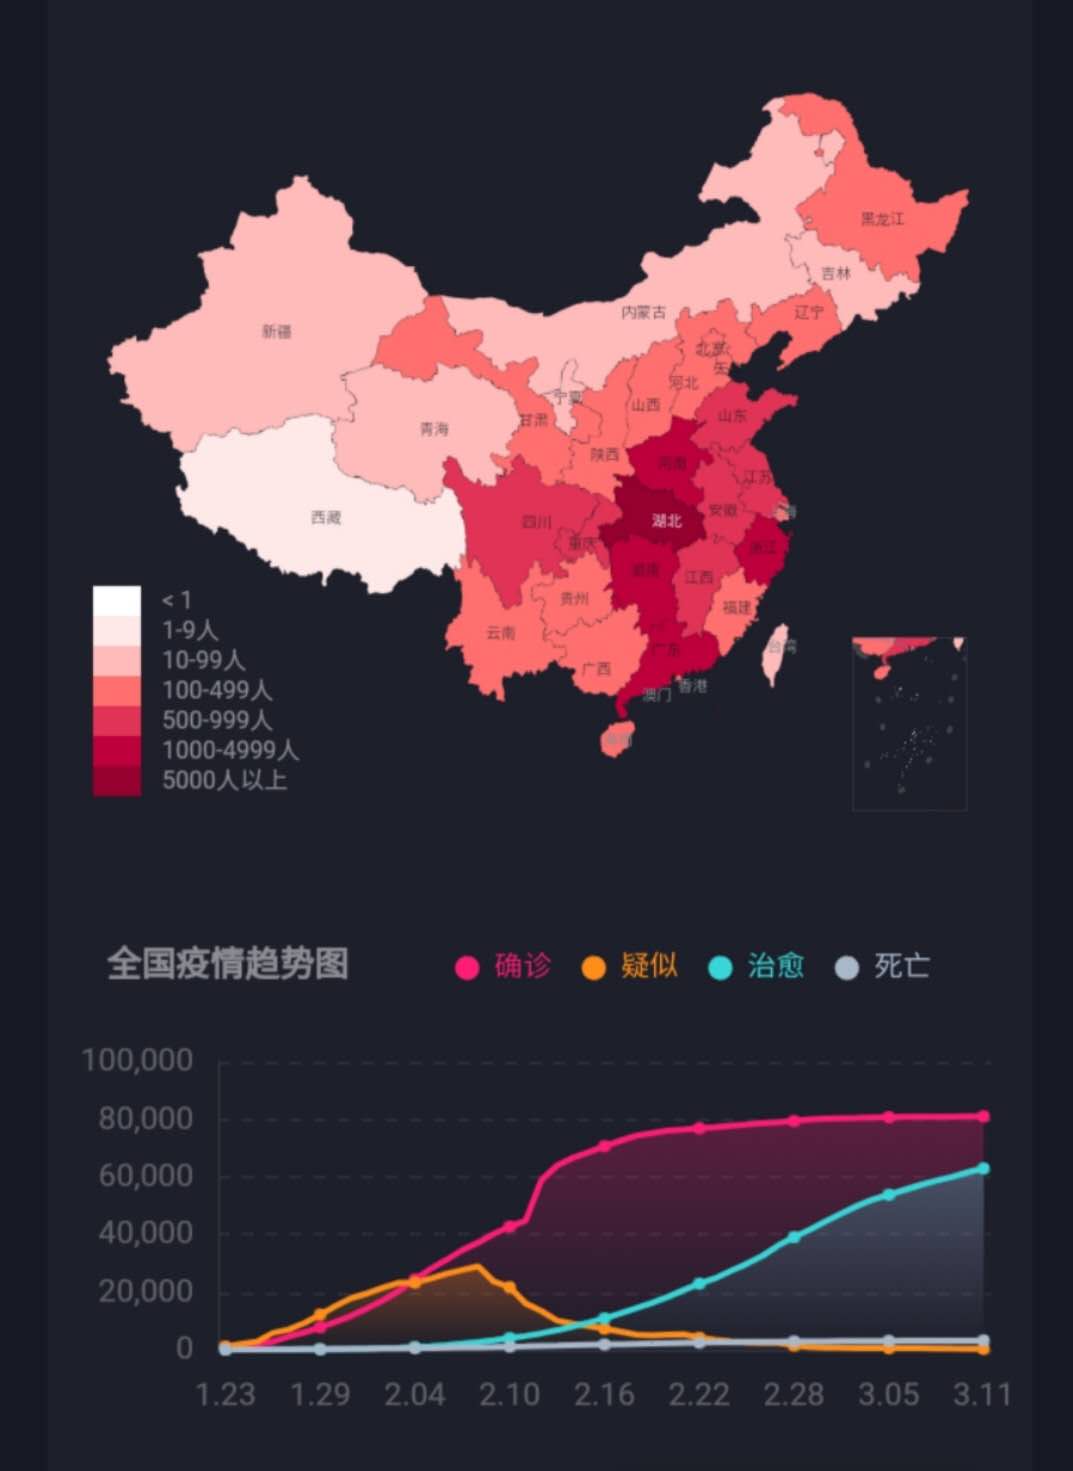 黑龙江
吉林
辽宁
内蒙古
新疆
北京
河北
宁夏
山西
山东
甘肃
青海
陕西
河南
江苏
安徽
西藏
四川
湖北
重庆
浙江
湖南
江西
贵州
福建
云南
广东
台湾
广西
香港
澳门
< 1
1-9人
10-99人
100-499人
500-999人
1000-4999人
5000人以上
全国疫情趋势图 确诊 疑似 治愈 死亡
100,000
80,000
60,000
40,000
20,000
0
1.23 1.29 2.04 2.10 2.16 2.22 2.28 3.05 3.11